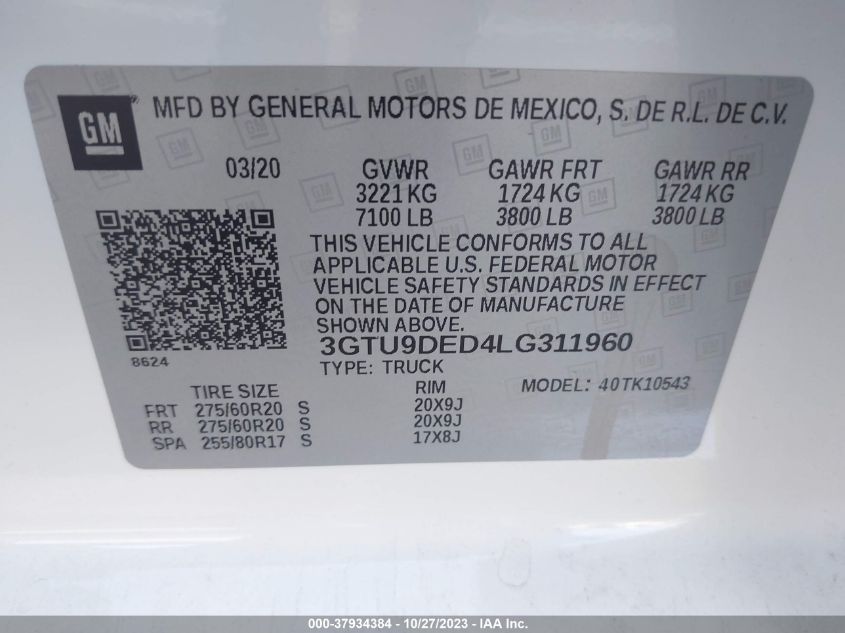 GM MFD BY GENERAL MOTORS DE MEXICO, S. DE R.L. DE C.V.
03/20 GVWR GAWR FRT GAWR RR
3221 KG 1724 KG 1724 KG
7100 LB 3800 LB 3800 LB
THIS VEHICLE CONFORMS TO ALL
APPLICABLE U.S. FEDERAL MOTOR
VEHICLE SAFETY STANDARDS IN EFFECT
ON THE DATE OF MANUFACTURE
SHOWN ABOVE.
3GTU9DED4LG311960
8624
TYPE: TRUCK
TIRE SIZE RIM MODEL: 40TK10543
FRT 275/60R20 S 20X9J
RR 275/60R20 S 20X9J
SPA 255/80R17 S 17X8J
000-37934384 - 10/27/2023 - IAA Inc.